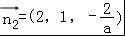 n₂→=(2, 1, -2/a)